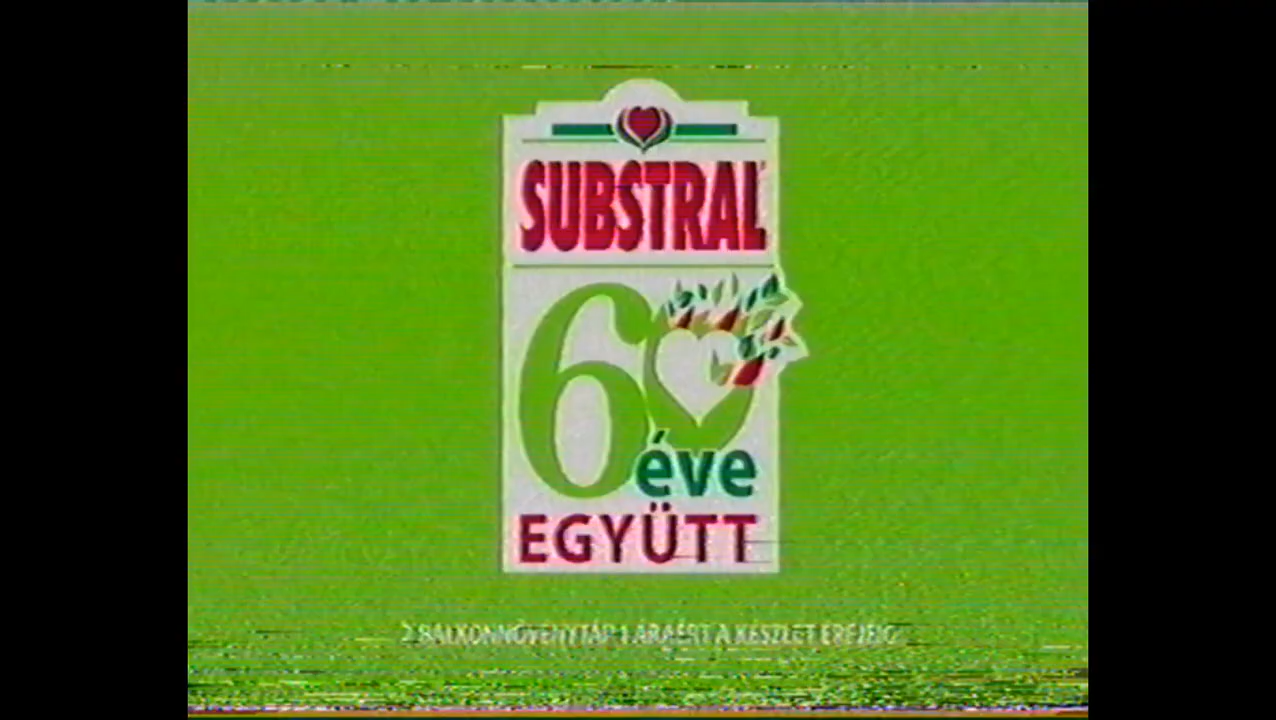 SUBSTRAL
60 éve
EGYÜTT
2 BALKONNÖVÉNYTÁP 1 ÁRÁÉRT A KÉSZLET EREJÉIG